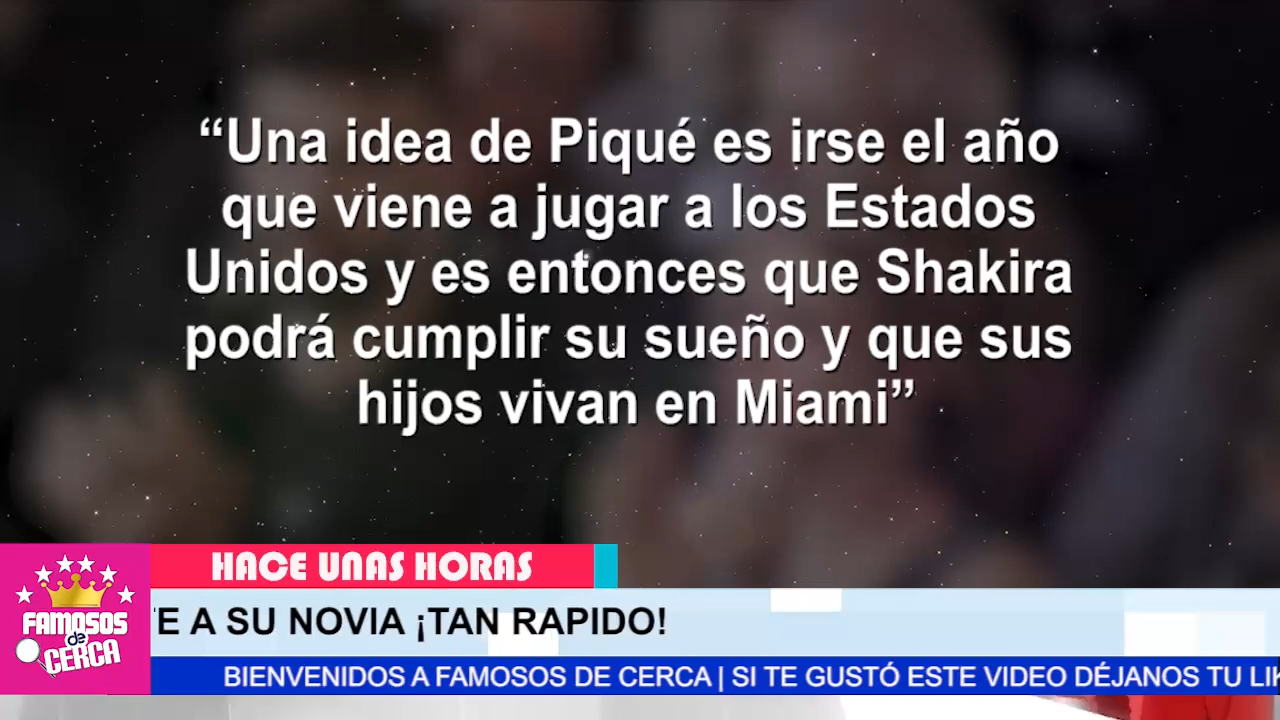 “Una idea de Piqué es irse el año
que viene a jugar a los Estados
Unidos y es entonces que Shakira
podrá cumplir su sueño y que sus
hijos vivan en Miami”
HACE UNAS HORAS
A SU NOVIA ¡TAN RAPIDO!
FAMOSOS
de
CERCA
BIENVENIDOS A FAMOSOS DE CERCA | SI TE GUSTÓ ESTE VIDEO DÉJANOS TU